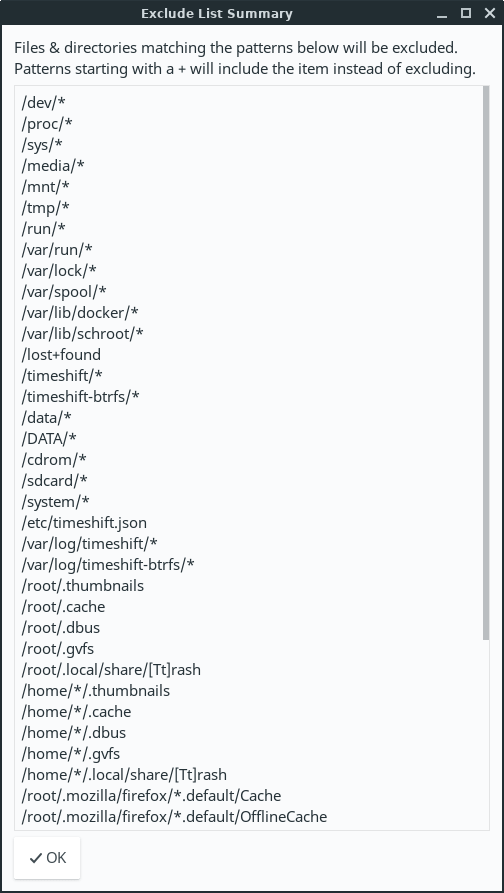 Exclude List Summary
Files & directories matching the patterns below will be excluded.
Patterns starting with a + will include the item instead of excluding.
/dev/*
/proc/*
/sys/*
/media/*
/mnt/*
/tmp/*
/run/*
/var/run/*
/var/lock/*
/var/spool/*
/var/lib/docker/*
/var/lib/schroot/*
/lost+found
/timeshift/*
/timeshift-btrfs/*
/data/*
/DATA/*
/cdrom/*
/sdcard/*
/system/*
/etc/timeshift.json
/var/log/timeshift/*
/var/log/timeshift-btrfs/*
/root/.thumbnails
/root/.cache
/root/.dbus
/root/.gvfs
/root/.local/share/[Tt]rash
/home/*/.thumbnails
/home/*/.cache
/home/*/.dbus
/home/*/.gvfs
/home/*/.local/share/[Tt]rash
/root/.mozilla/firefox/*.default/Cache
/root/.mozilla/firefox/*.default/OfflineCache
OK